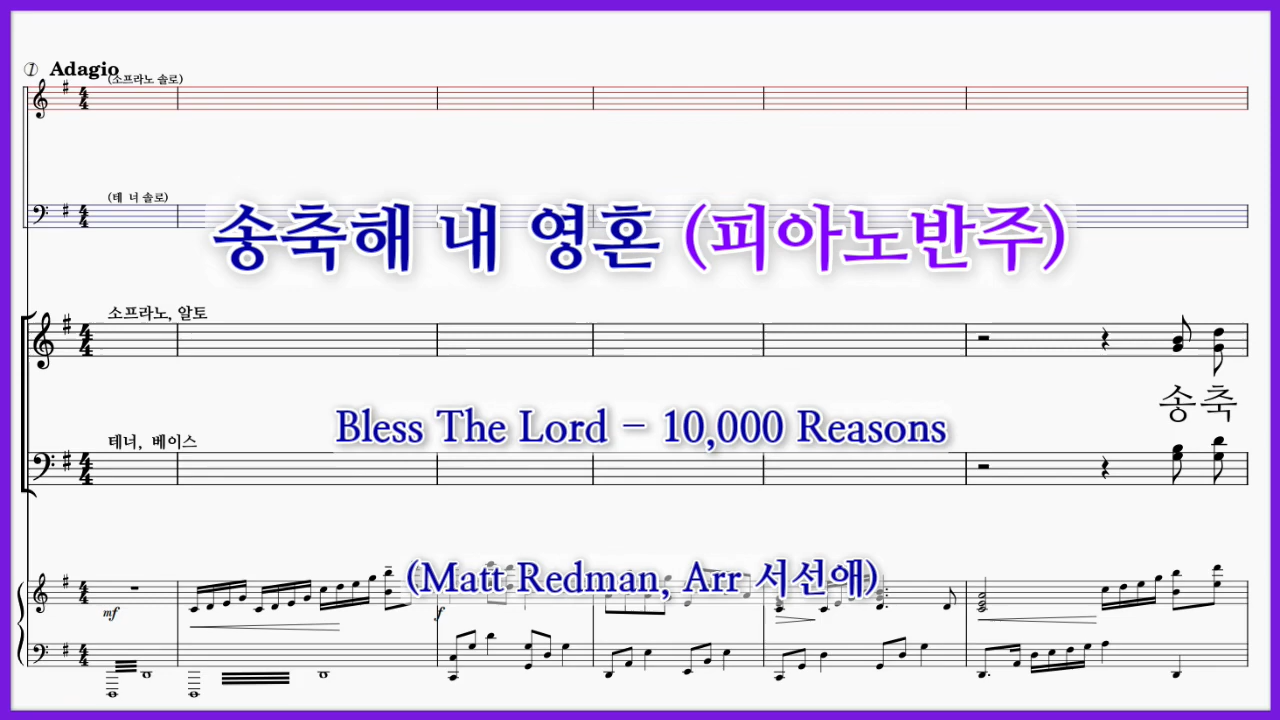 ① Adagio
(소프라노 솔로)
(테 너 솔로)
송축해 내 영혼 (피아노반주)
소프라노, 알토
송축
Bless The Lord - 10,000 Reasons
테너, 베이스
(Matt Redman, Arr 서선애)
mf
f